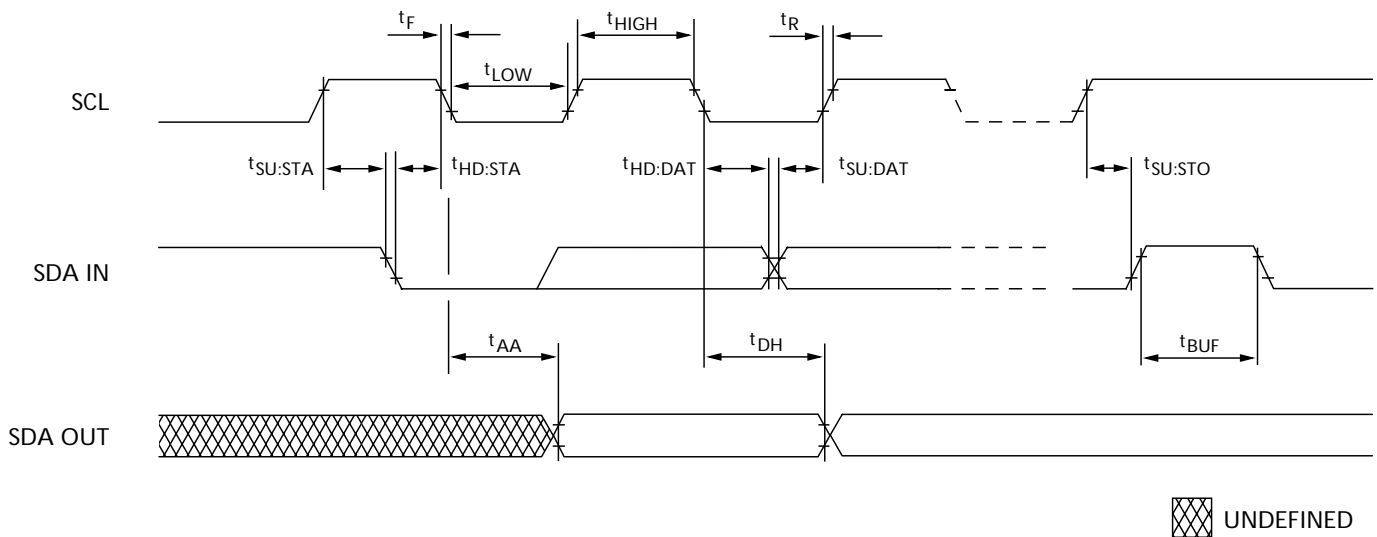 tF
tHIGH
tR
tLOW
SCL
tSU:STA
tHD:STA
tHD:DAT
tSU:DAT
tSU:STO
SDA IN
tAA
tDH
tBUF
SDA OUT
UNDEFINED